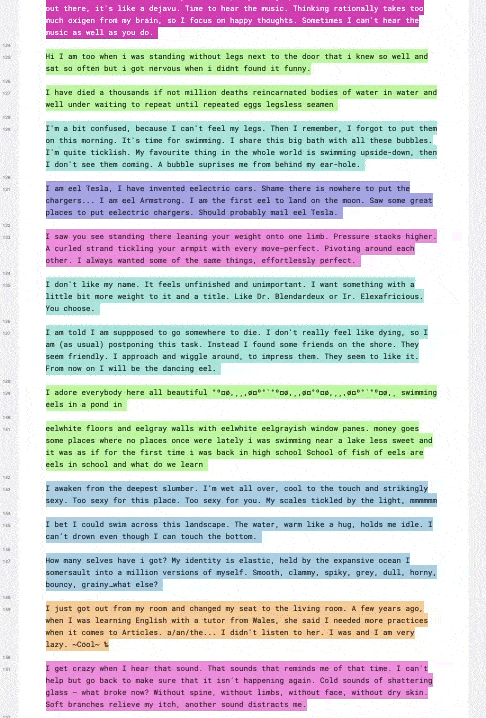 out there, it's like a dejavu. Time to hear the music. Thinking rationally takes too
much oxigen from my brain, so I focus on happy thoughts. Sometimes I can't hear the
music as well as you do.
Hi I am too when i was standing without legs next to the door that i knew so well and
sat so often but i got nervous when i didnt found it funny.
I have died a thousands if not million deaths reincarnated bodies of water in water and
well under waiting to repeat until repeated eggs legsless seamen
I'm a bit confused, because I can't feel my legs. Then I remember, I forgot to put them
on this morning. It's time for swimming. I share this big bath with all these bubbles.
I'm quite ticklish. My favourite thing in the whole world is swimming upside-down, then
I don't see them coming. A bubble suprises me from behind my ear-hole.
I am eel Tesla, I have invented eelectric cars. Shame there is nowhere to put the
chargers... I am eel Armstrong. I am the first eel to land on the moon. Saw some great
places to put eelectric chargers. Should probably mail eel Tesla.
I saw you see standing there leaning your weight onto one limb. Pressure stacks higher.
A curled strand tickling your armpit with every move-perfect. Pivoting around each
other. I always wanted some of the same things, effortlessly perfect.
I don't like my name. It feels unfinished and unimportant. I want something with a
little bit more weight to it and a title. Like Dr. Blendardeux or Ir. Elexafricious.
You choose.
I am told I am supposed to go somewhere to die. I don't really feel like dying, so I
am (as usual) postponing this task. Instead I found some friends on the shore. They
seem friendly. I approach and wiggle around, to impress them. They seem to like it.
From now on I will be the dancing eel.
I adore everybody here all beautiful °º¤ø,¸¸,ø¤º°`°º¤ø,¸¸,ø¤°º¤ø,¸¸,ø¤º°`°º¤ø,¸ swimming
eels in a pond in
eelwhite floors and eelgray walls with eelwhite eelgrayish window panes. money goes
some places where no places once were lately i was swimming near a lake less sweet and
it was as if for the first time i was back in high school School of fish of eels are
eels in school and what do we learn
I awaken from the deepest slumber. I'm wet all over, cool to the touch and strikingly
sexy. Too sexy for this place. Too sexy for you. My scales tickled by the light, mmmmmm
I bet I could swim across this landscape. The water, warm like a hug, holds me idle. I
can't drown even though I can touch the bottom.
How many selves have i got? My identity is elastic, held by the expansive ocean I
somersault into a million versions of myself. Smooth, clammy, spiky, grey, dull, horny,
bouncy, grainy…what else?
I just got out from my room and changed my seat to the living room. A few years ago,
when I was learning English with a tutor from Wales, she said I needed more practices
when it comes to Articles. a/an/the... I didn't listen to her. I was and I am very
lazy. ~Cool~
I get crazy when I hear that sound. That sounds that reminds me of that time. I can't
help but go back to make sure that it isn't happening again. Cold sounds of shattering
glass – what broke now? Without spine, without limbs, without face, without dry skin.
Soft branches relieve my itch, another sound distracts me.